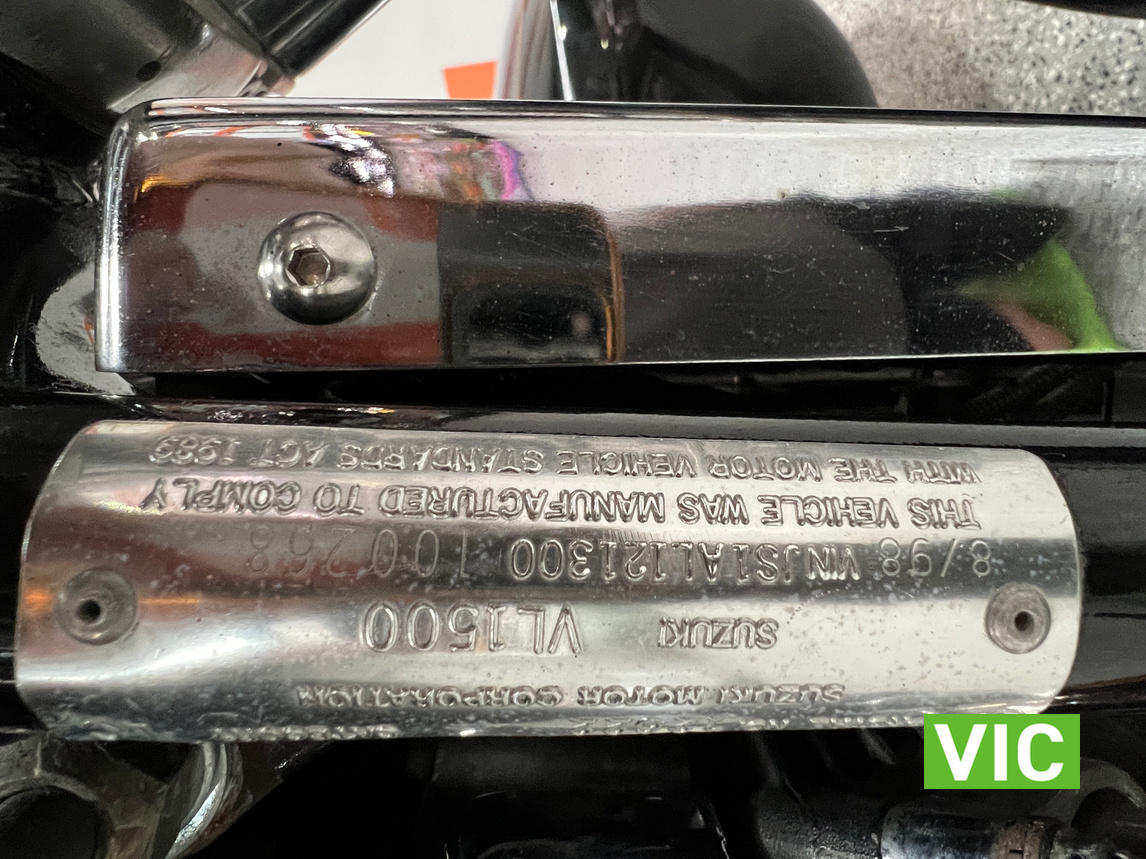 SUZUKI MOTOR CORPORATION
SUZUKI VL1500
8/98 VIN JS1AL121300 100268
THIS VEHICLE WAS MANUFACTURED TO COMPLY
WITH THE MOTOR VEHICLE STANDARDS ACT 1989
VIC